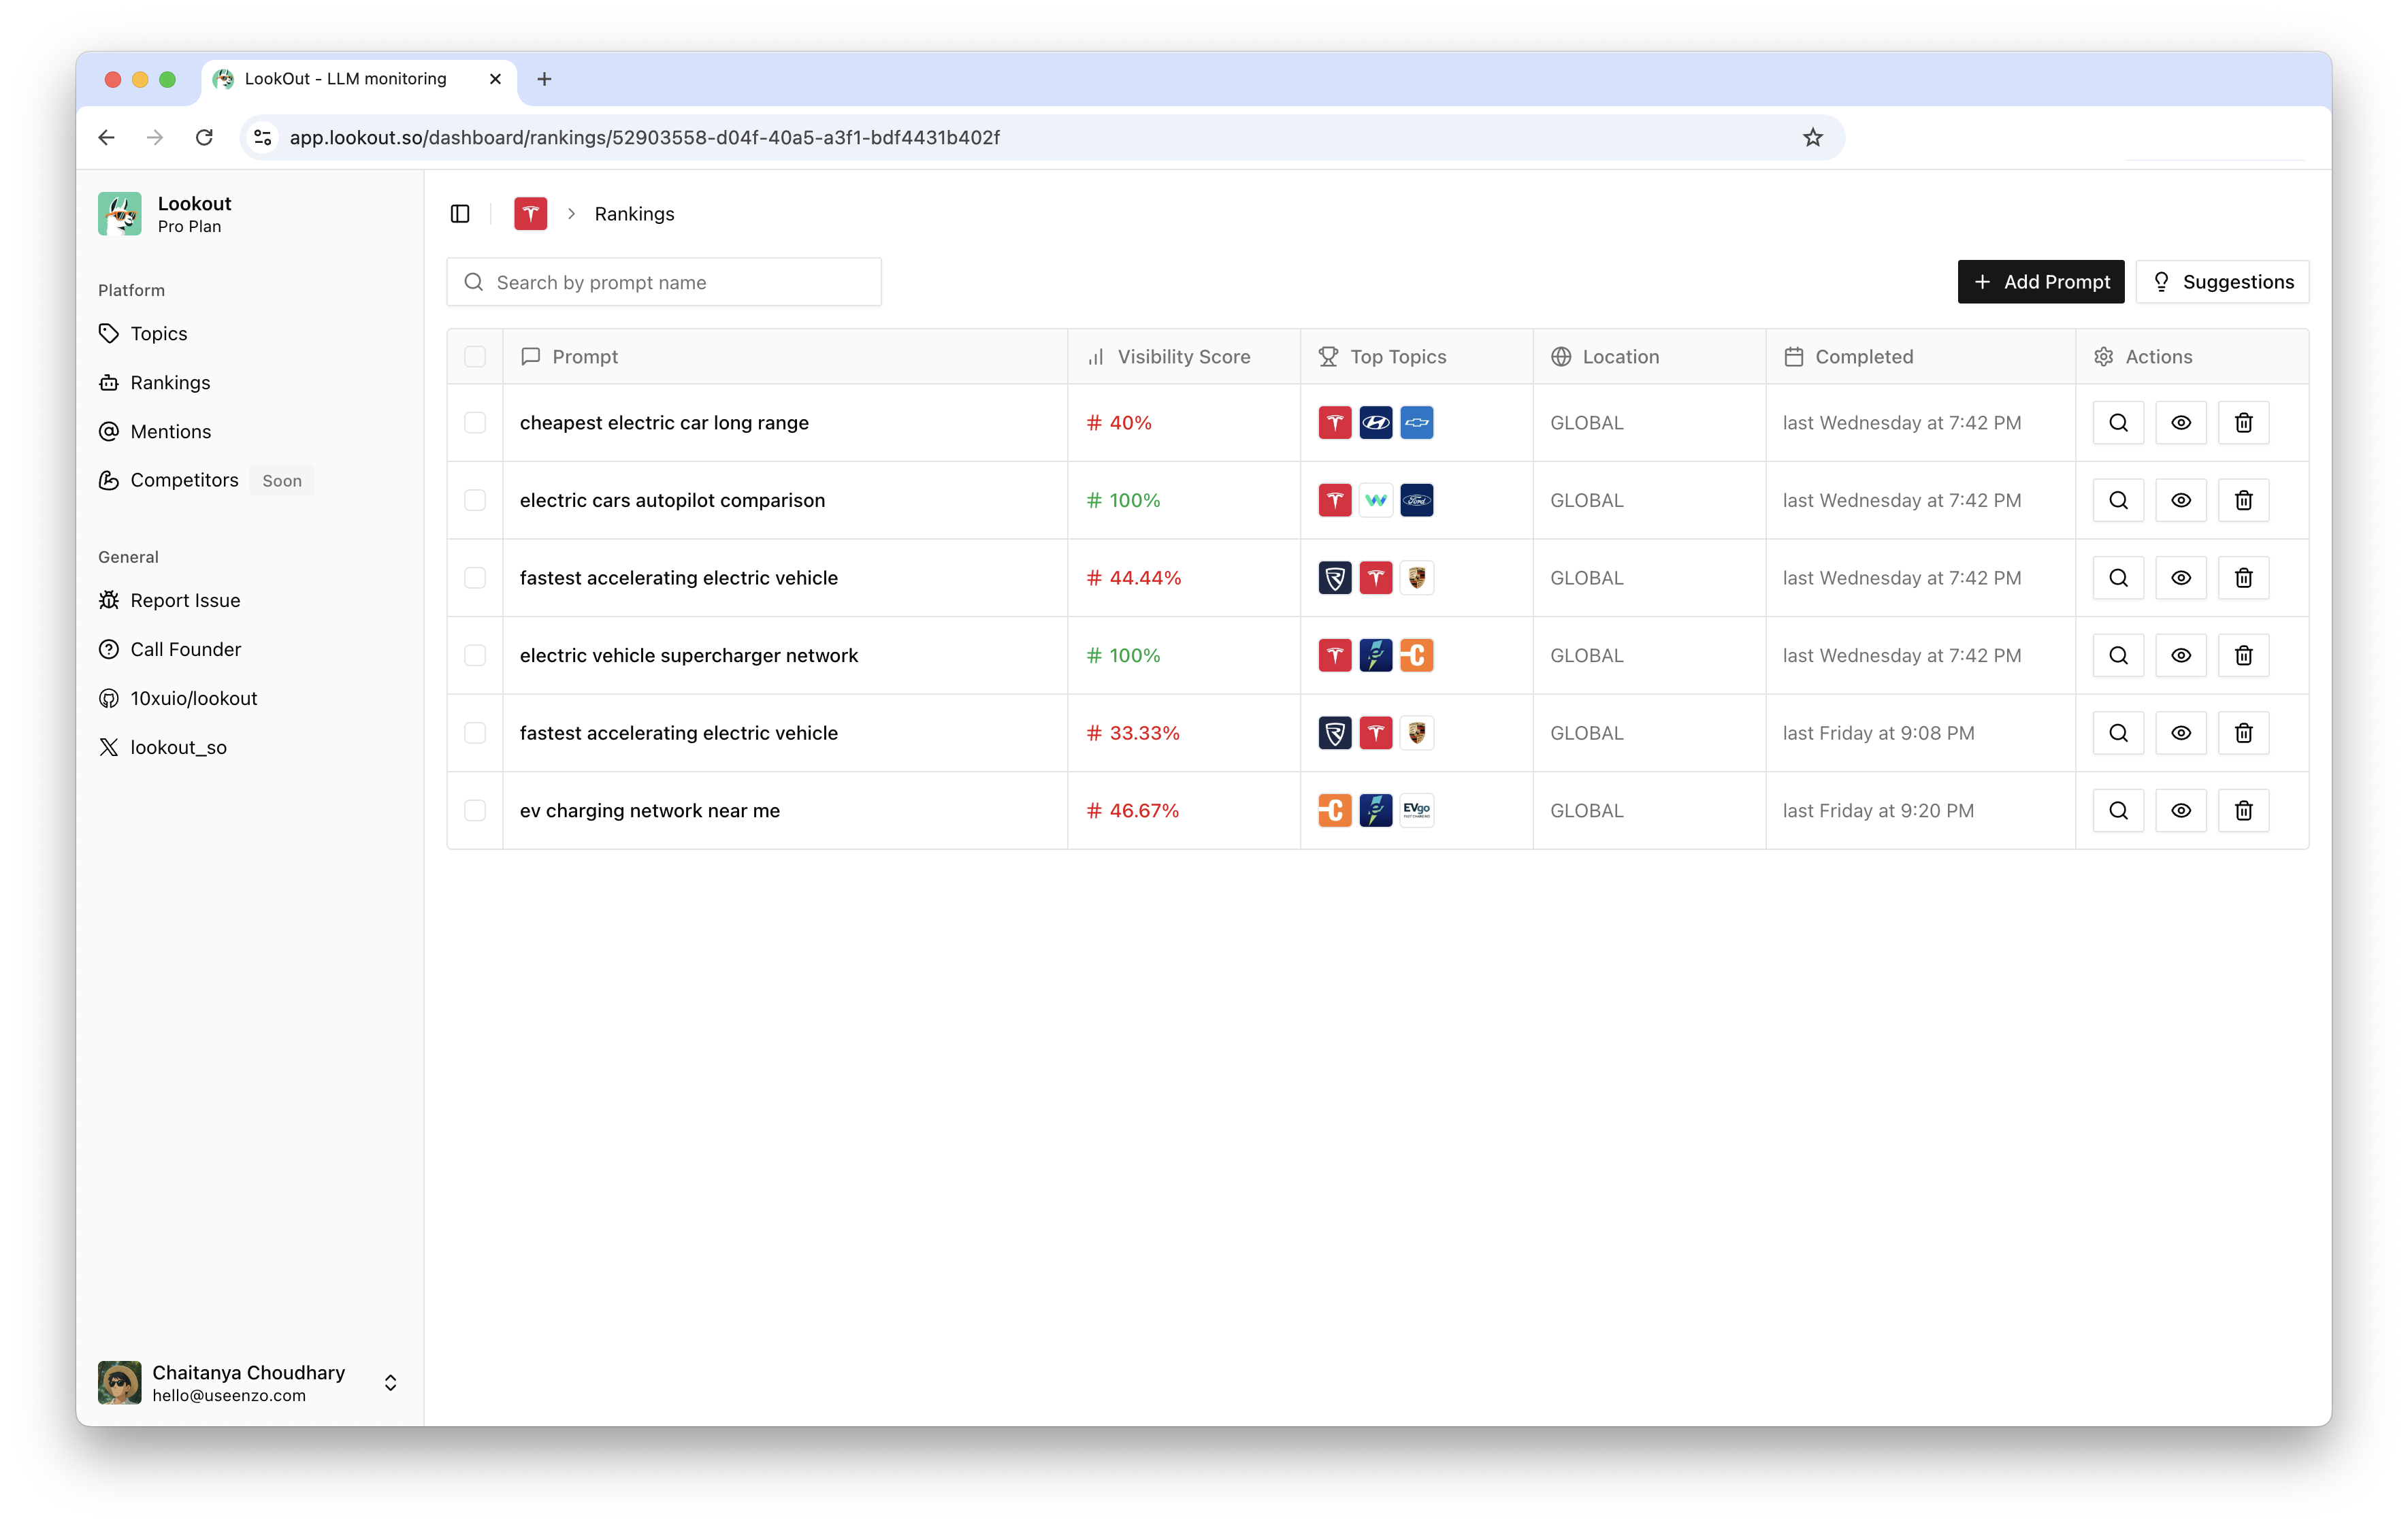 LookOut - LLM monitoring
app.lookout.so/dashboard/rankings/52903558-d04f-40a5-a3f1-bdf4431b402f
Lookout
Pro Plan
Platform
Topics
Rankings
Mentions
Competitors Soon
General
Report Issue
Call Founder
10xuio/lookout
lookout_so
Chaitanya Choudhary
hello@useenzo.com
Rankings
Search by prompt name
Add Prompt Suggestions
Prompt Visibility Score Top Topics Location Completed Actions
cheapest electric car long range # 40% GLOBAL last Wednesday at 7:42 PM
electric cars autopilot comparison # 100% Ford GLOBAL last Wednesday at 7:42 PM
fastest accelerating electric vehicle # 44.44% GLOBAL last Wednesday at 7:42 PM
electric vehicle supercharger network # 100% GLOBAL last Wednesday at 7:42 PM
fastest accelerating electric vehicle # 33.33% GLOBAL last Friday at 9:08 PM
ev charging network near me # 46.67% EVgo FAST CHARGING GLOBAL last Friday at 9:20 PM